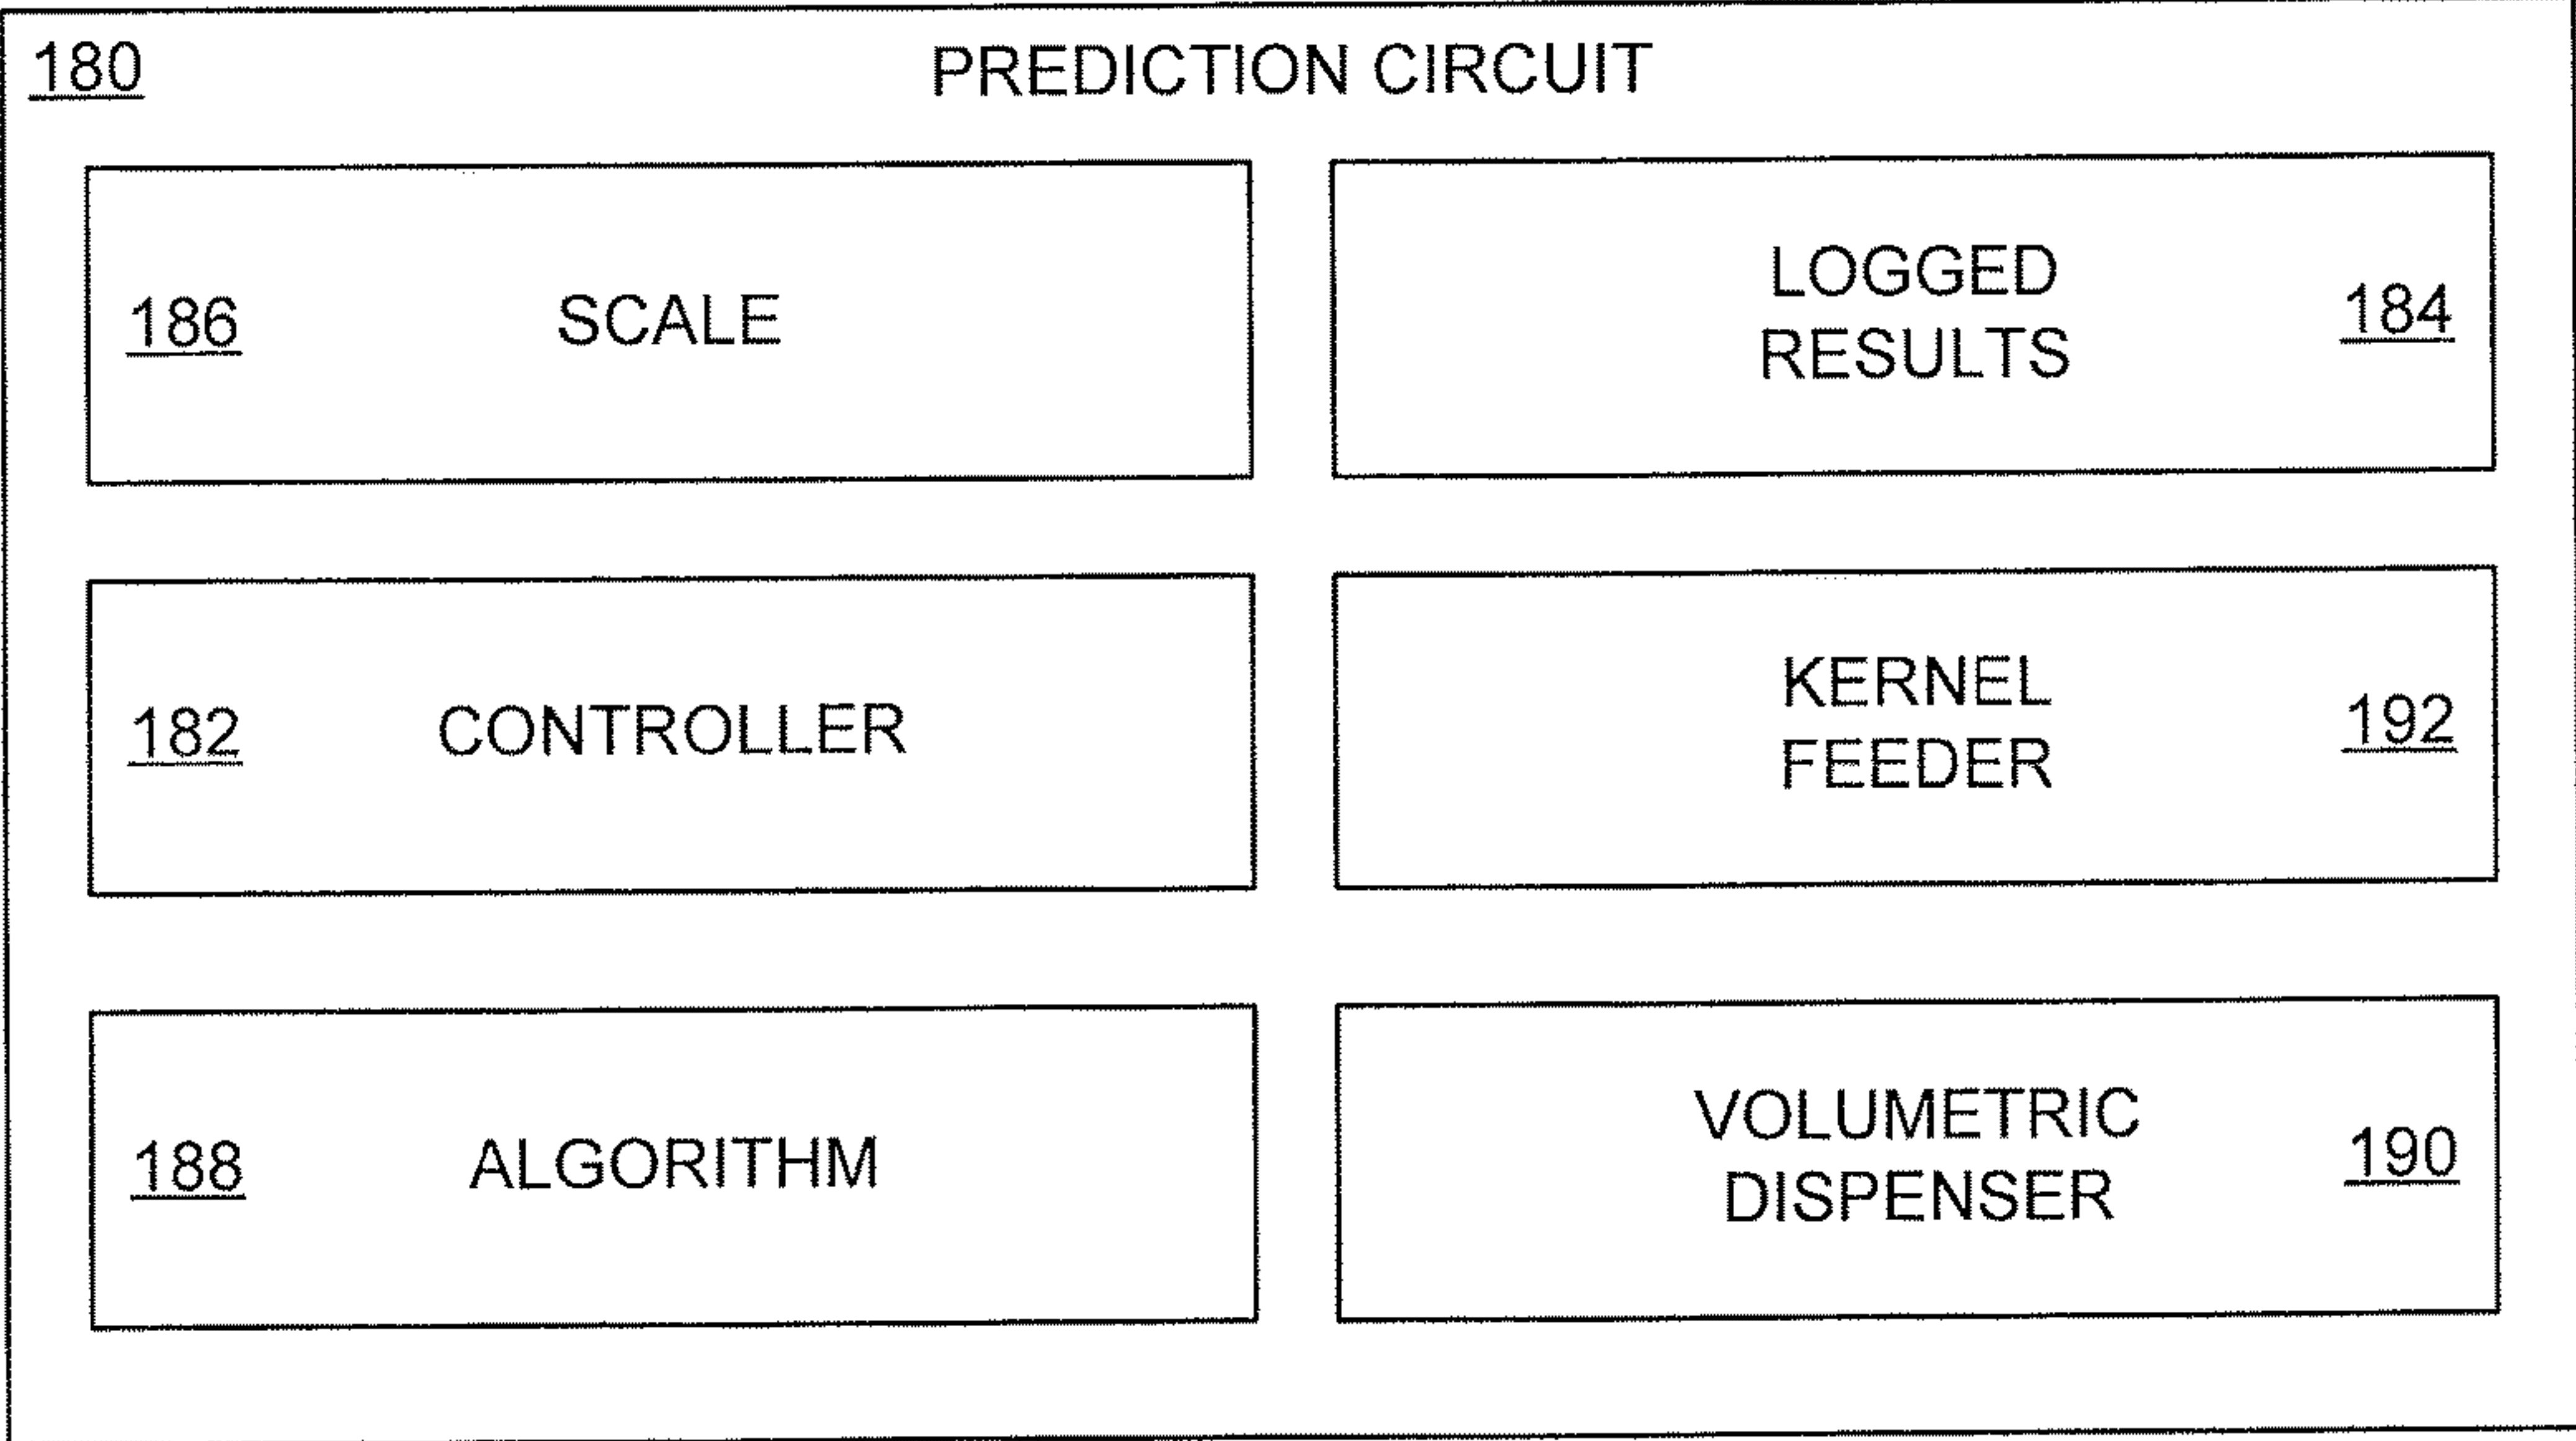 180
PREDICTION CIRCUIT
186
SCALE
LOGGED
RESULTS
184
182
CONTROLLER
KERNEL
FEEDER
192
188
ALGORITHM
VOLUMETRIC
DISPENSER
190